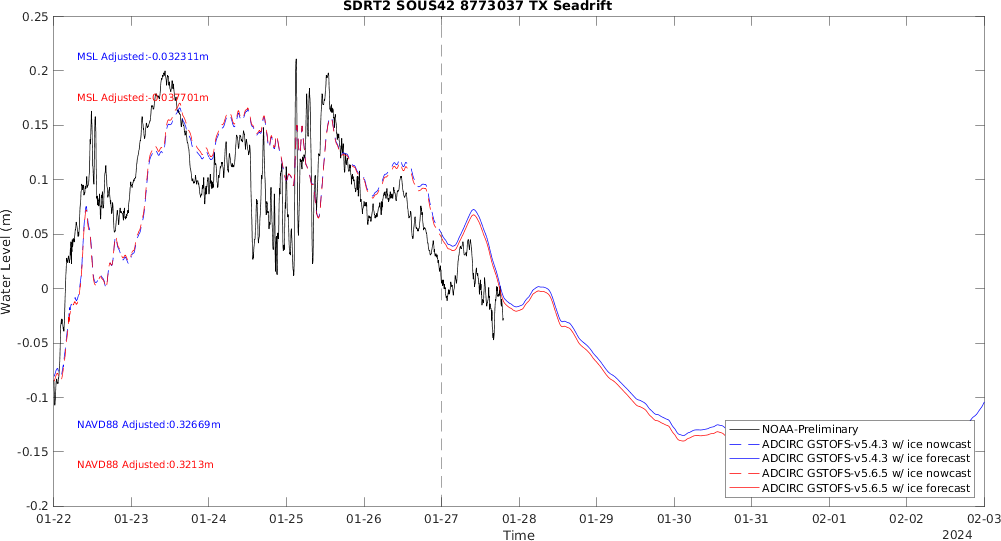 SDRT2 SOUS42 8773037 TX Seadrift
0.25
0.2
0.15
0.1
0.05
0
-0.05
-0.1
-0.15
-0.2
Water Level (m)
MSL Adjusted:-0.032311m
MSL Adjusted:-0.037701m
NAVD88 Adjusted:0.32669m
NAVD88 Adjusted:0.3213m
NOAA-Preliminary
ADCIRC GSTOFS-v5.4.3 w/ ice nowcast
ADCIRC GSTOFS-v5.4.3 w/ ice forecast
ADCIRC GSTOFS-v5.6.5 w/ ice nowcast
ADCIRC GSTOFS-v5.6.5 w/ ice forecast
01-22 01-23 01-24 01-25 01-26 01-27 01-28 01-29 01-30 01-31 02-01 02-02 02-03
Time
2024